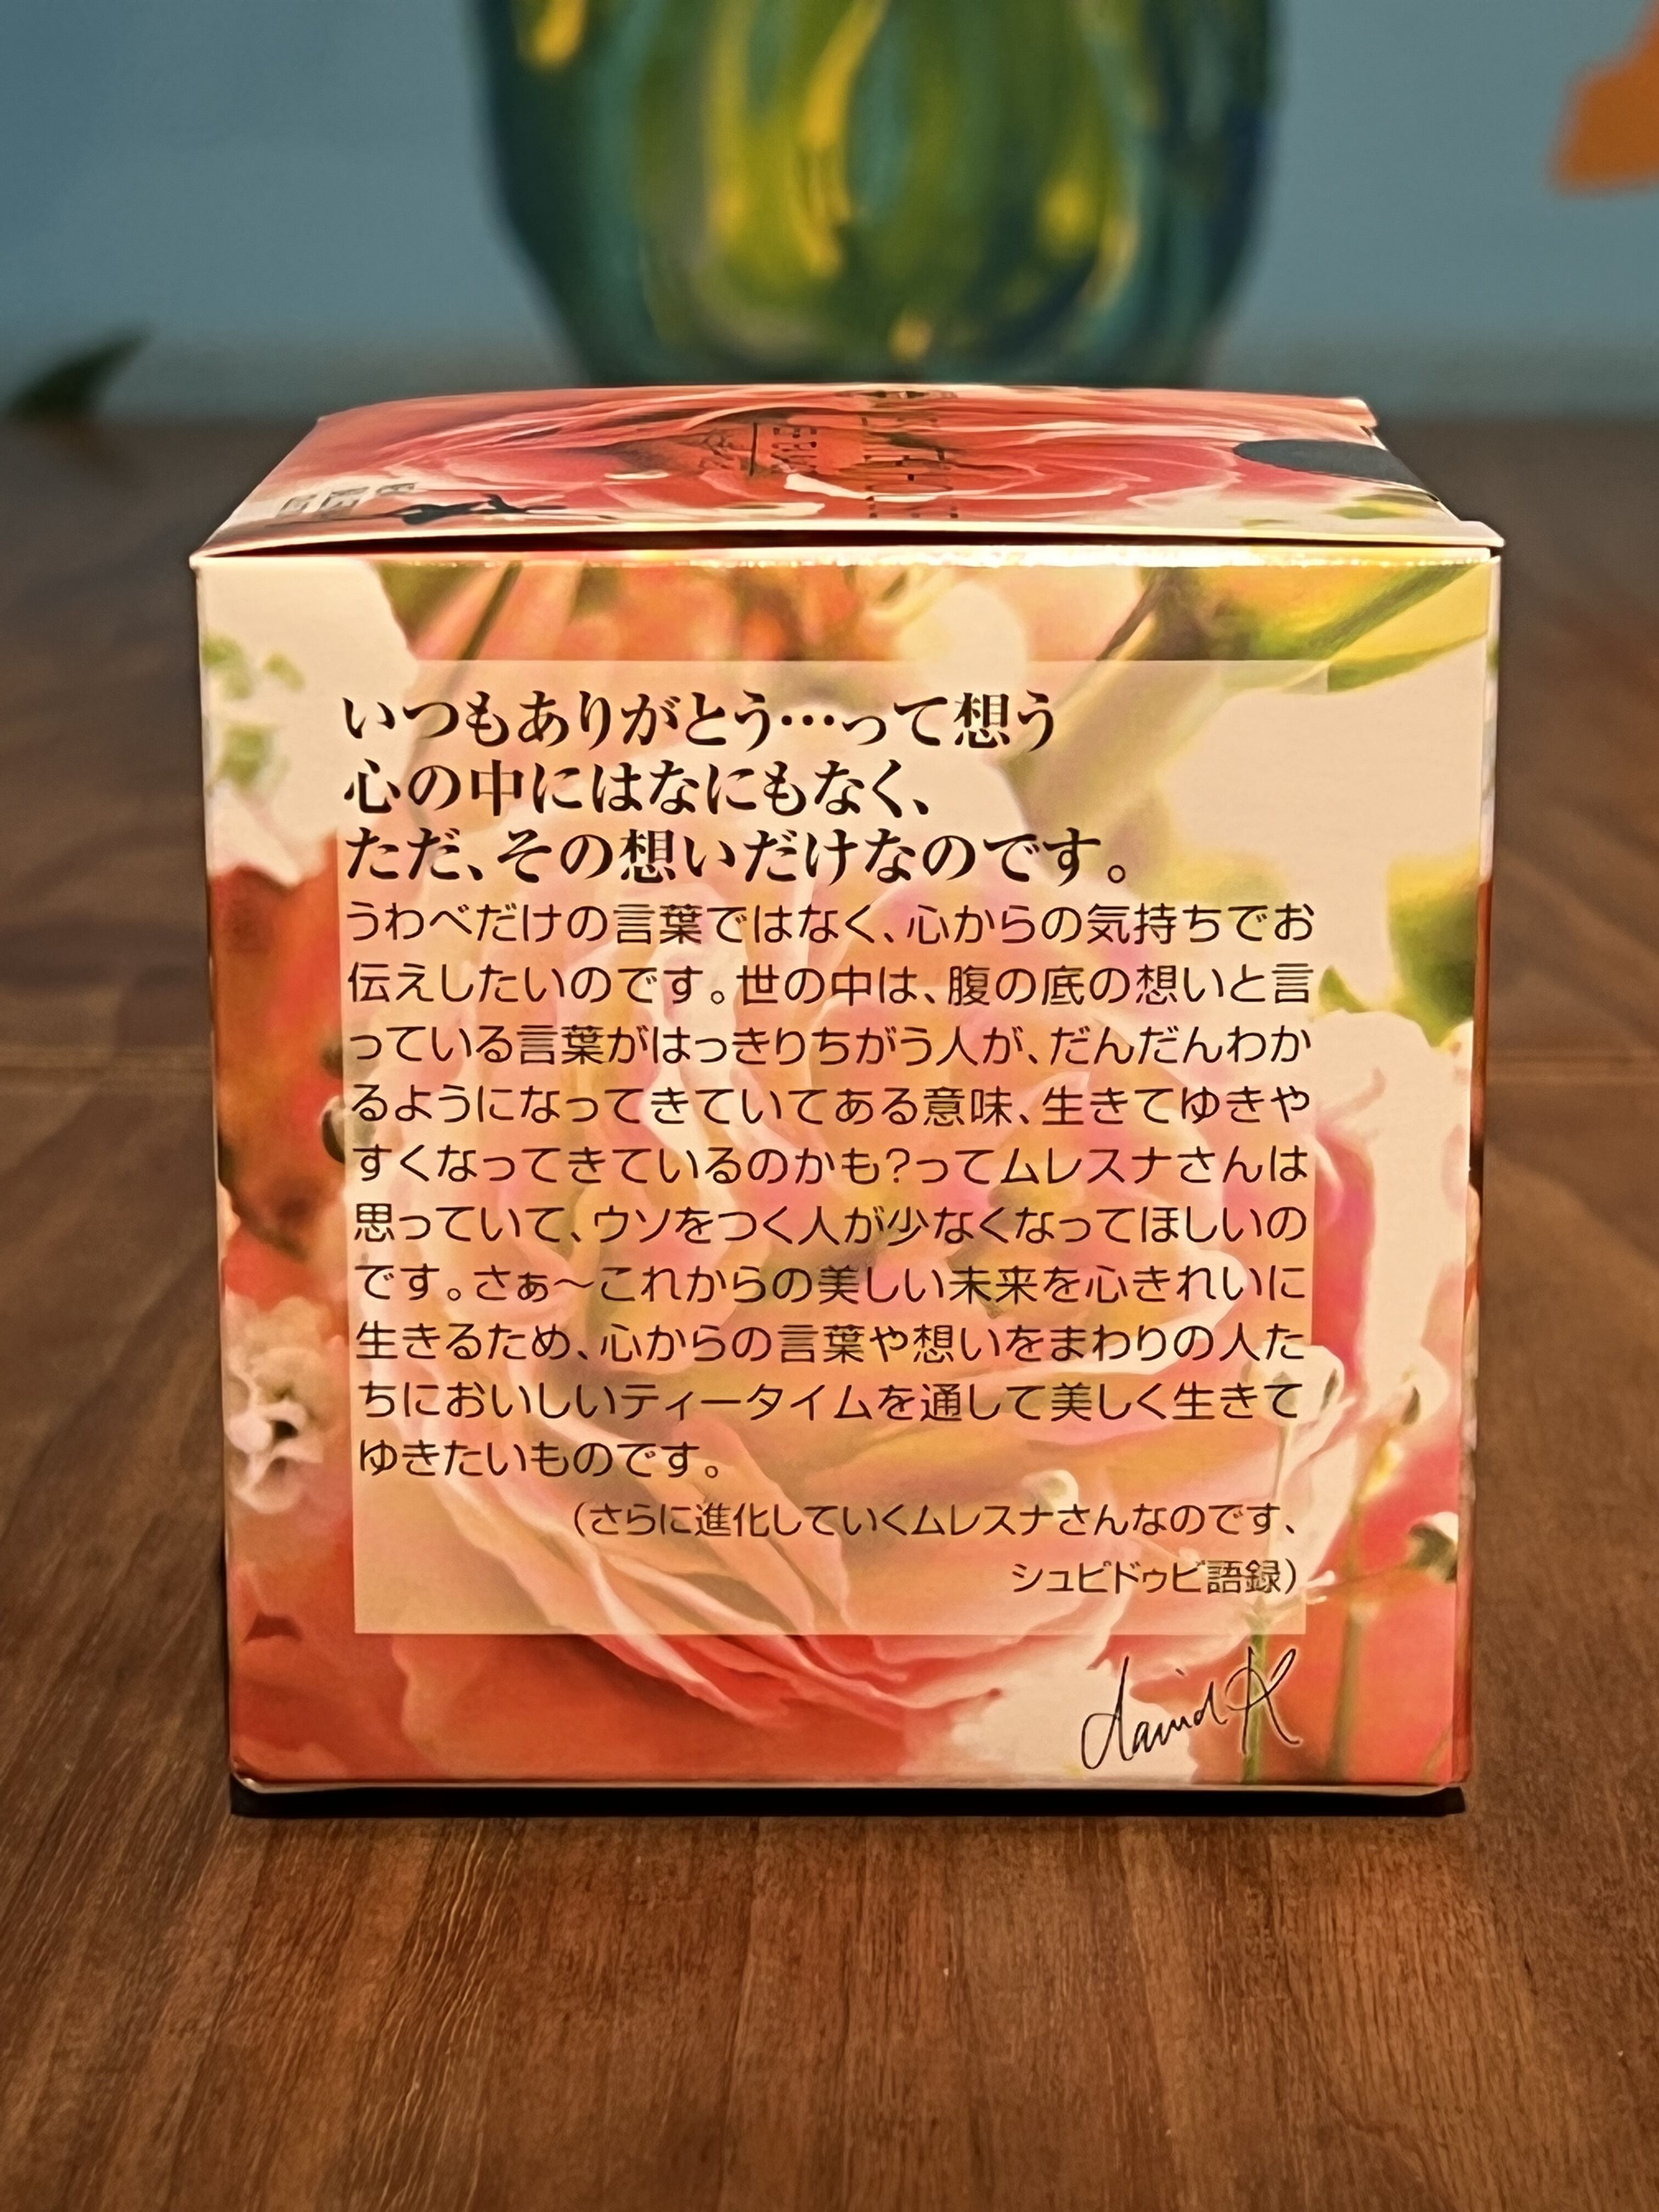 いつもありがとう…って想う
心の中にはなにもなく、
ただ、その想いだけなのです。
うわべだけの言葉ではなく、心からの気持ちでお
伝えしたいのです。世の中は、腹の底の想いと言
っている言葉がはっきりちがう人が、だんだんわか
るようになってきていてある意味、生きてゆきや
すくなってきているのかも?ってムレスナさんは
思っていて、ウソをつく人が少なくなってほしいの
です。さぁ〜これからの美しい未来を心きれいに
生きるため、心からの言葉や想いをまわりの人た
ちにおいしいティータイムを通して美しく生きて
ゆきたいものです。
(さらに進化していくムレスナさんなのです、
シュピドゥビ語録)
david K